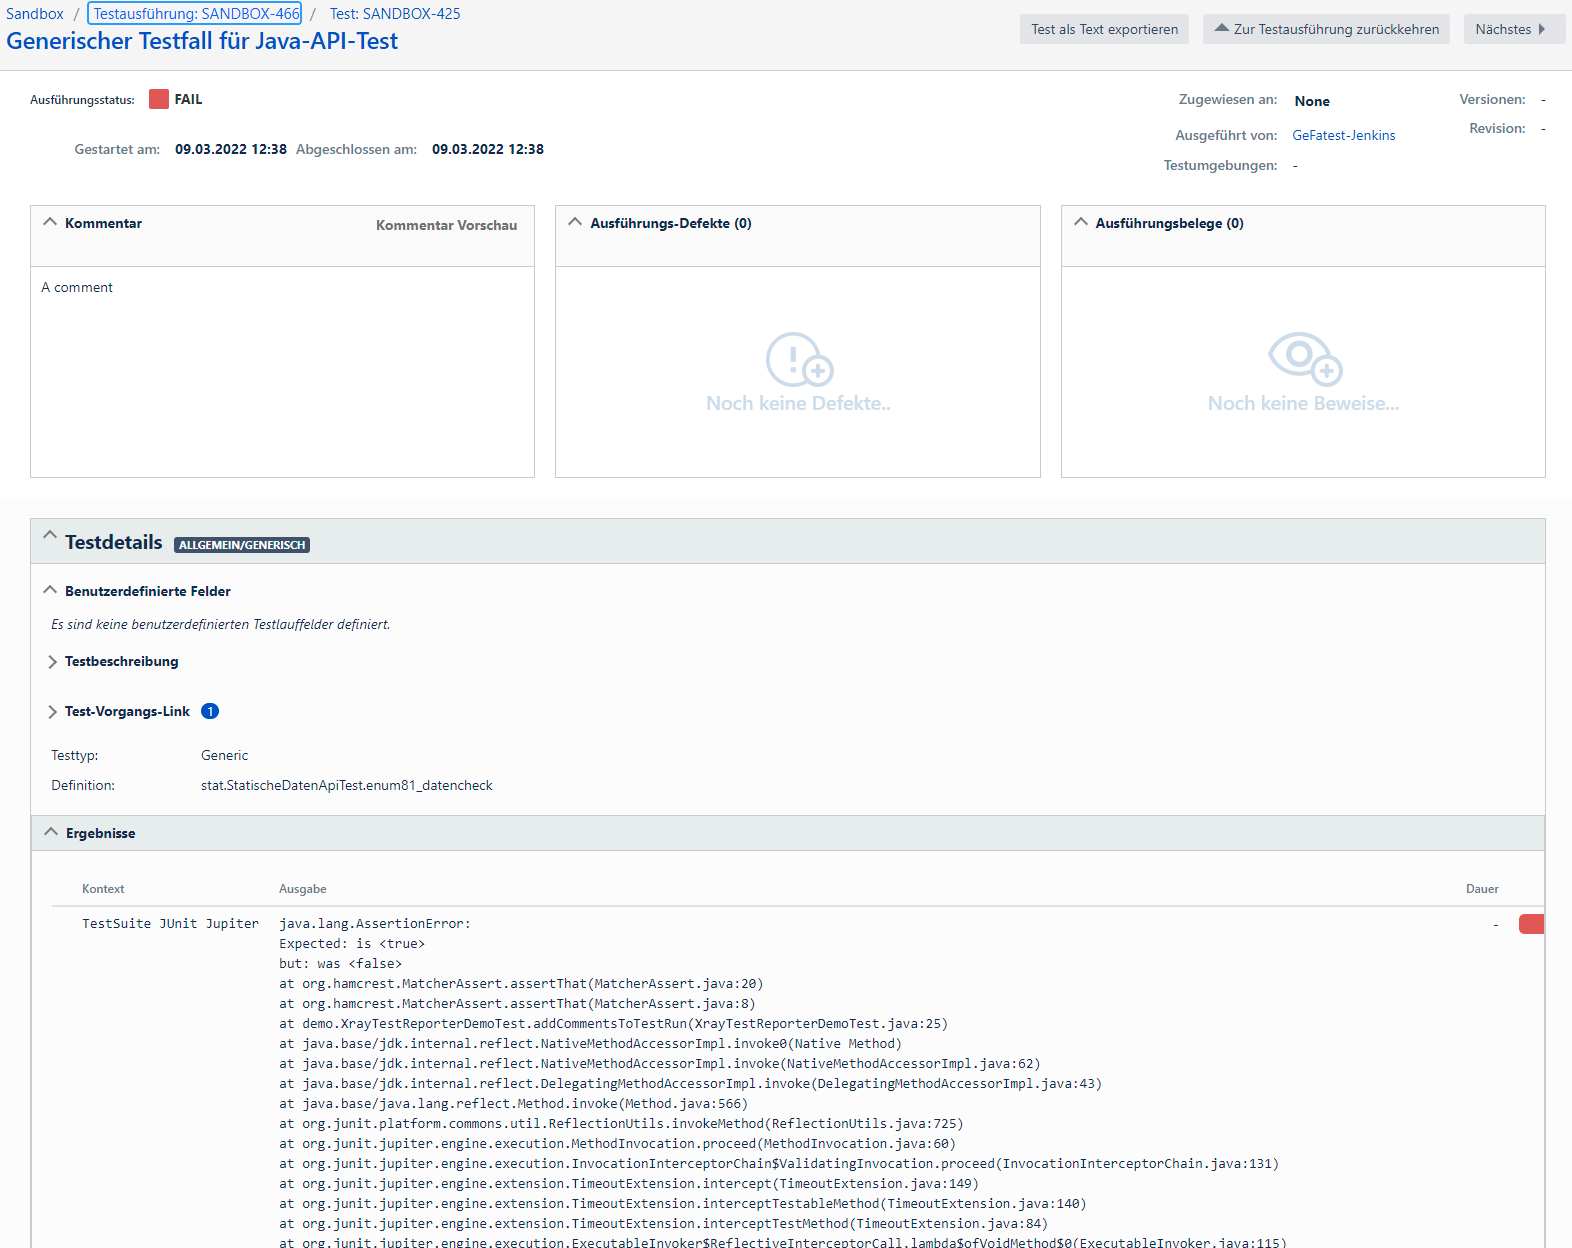 Sandbox / Testausführung: SANDBOX-466 / Test: SANDBOX-425
Generischer Testfall für Java-API-Test
Test als Text exportieren
Zur Testausführung zurückkehren
Nächstes
Ausführungsstatus: FAIL
Gestartet am: 09.03.2022 12:38 Abgeschlossen am: 09.03.2022 12:38
Zugewiesen an: None
Ausgeführt von: GeFatest-Jenkins
Testumgebungen: -
Versionen: -
Revision: -
Kommentar
Kommentar Vorschau
A comment
Ausführungs-Defekte (0)
Noch keine Defekte..
Ausführungsbelege (0)
Noch keine Beweise...
Testdetails ALLGEMEIN/GENERISCH
Benutzerdefinierte Felder
Es sind keine benutzerdefinierten Testlauffelder definiert.
Testbeschreibung
Test-Vorgangs-Link 1
Testtyp: Generic
Definition: stat.StatischeDatenApiTest.enum81_datencheck
Ergebnisse
Kontext Ausgabe Dauer
TestSuite JUnit Jupiter java.lang.AssertionError: -
Expected: is <true>
but: was <false>
at org.hamcrest.MatcherAssert.assertThat(MatcherAssert.java:20)
at org.hamcrest.MatcherAssert.assertThat(MatcherAssert.java:8)
at demo.XrayTestReporterDemoTest.addCommentsToTestRun(XrayTestReporterDemoTest.java:25)
at java.base/jdk.internal.reflect.NativeMethodAccessorImpl.invoke0(Native Method)
at java.base/jdk.internal.reflect.NativeMethodAccessorImpl.invoke(NativeMethodAccessorImpl.java:62)
at java.base/jdk.internal.reflect.DelegatingMethodAccessorImpl.invoke(DelegatingMethodAccessorImpl.java:43)
at java.base/java.lang.reflect.Method.invoke(Method.java:566)
at org.junit.platform.commons.util.ReflectionUtils.invokeMethod(ReflectionUtils.java:725)
at org.junit.jupiter.engine.execution.MethodInvocation.proceed(MethodInvocation.java:60)
at org.junit.jupiter.engine.execution.InvocationInterceptorChain$ValidatingInvocation.proceed(InvocationInterceptorChain.java:131)
at org.junit.jupiter.engine.extension.TimeoutExtension.intercept(TimeoutExtension.java:149)
at org.junit.jupiter.engine.extension.TimeoutExtension.interceptTestableMethod(TimeoutExtension.java:140)
at org.junit.jupiter.engine.extension.TimeoutExtension.interceptTestMethod(TimeoutExtension.java:84)
at org.junit.jupiter.engine.execution.ExecutableInvoker$ReflectiveInterceptorCall.lambda$ofVoidMethod$0(ExecutableInvoker.java:115)